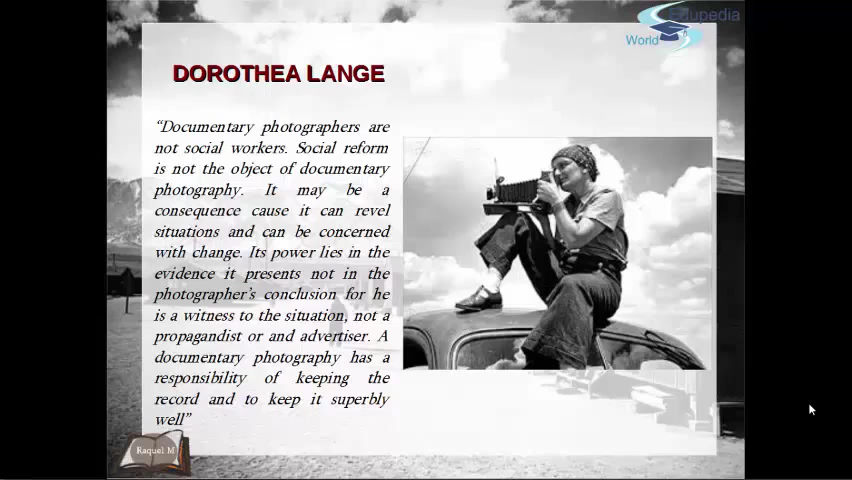 Edupedia
World
DOROTHEA LANGE
“Documentary photographers are
not social workers. Social reform
is not the object of documentary
photography. It may be a
consequence cause it can revel
situations and can be concerned
with change. Its power lies in the
evidence it presents not in the
photographer’s conclusion for he
is a witness to the situation, not a
propagandist or and advertiser. A
documentary photography has a
responsibility of keeping the
record and to keep it superbly
well”
Raquel M